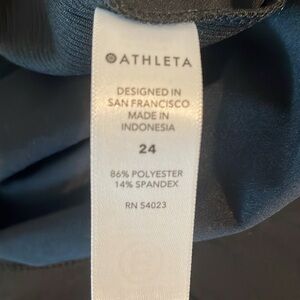 ATHLETA
DESIGNED IN
SAN FRANCISCO
MADE IN
INDONESIA
24
86% POLYESTER
14% SPANDEX
RN 54023